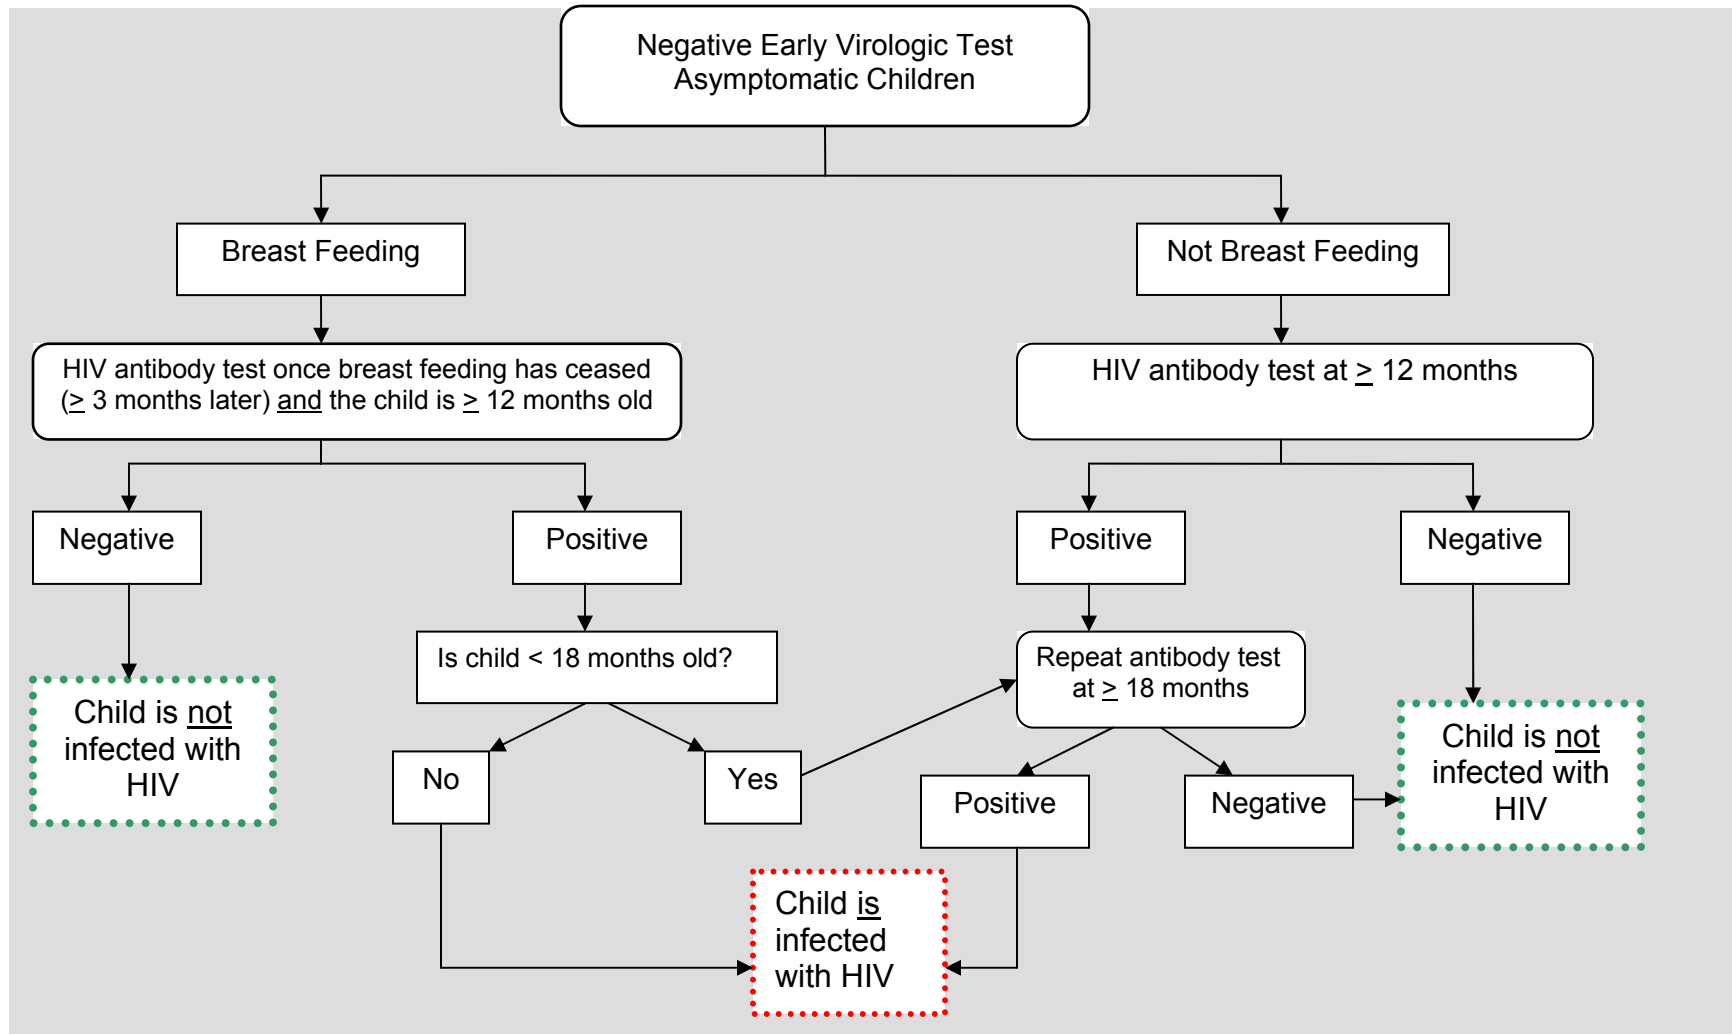 Negative Early Virologic Test
Asymptomatic Children
Breast Feeding
Not Breast Feeding
HIV antibody test once breast feeding has ceased
(≥ 3 months later) and the child is ≥ 12 months old
HIV antibody test at ≥ 12 months
Negative
Positive
Positive
Negative
Is child < 18 months old?
Repeat antibody test
at ≥ 18 months
Child is not
infected with
HIV
No
Yes
Positive
Negative
Child is not
infected with
HIV
Child is
infected
with HIV